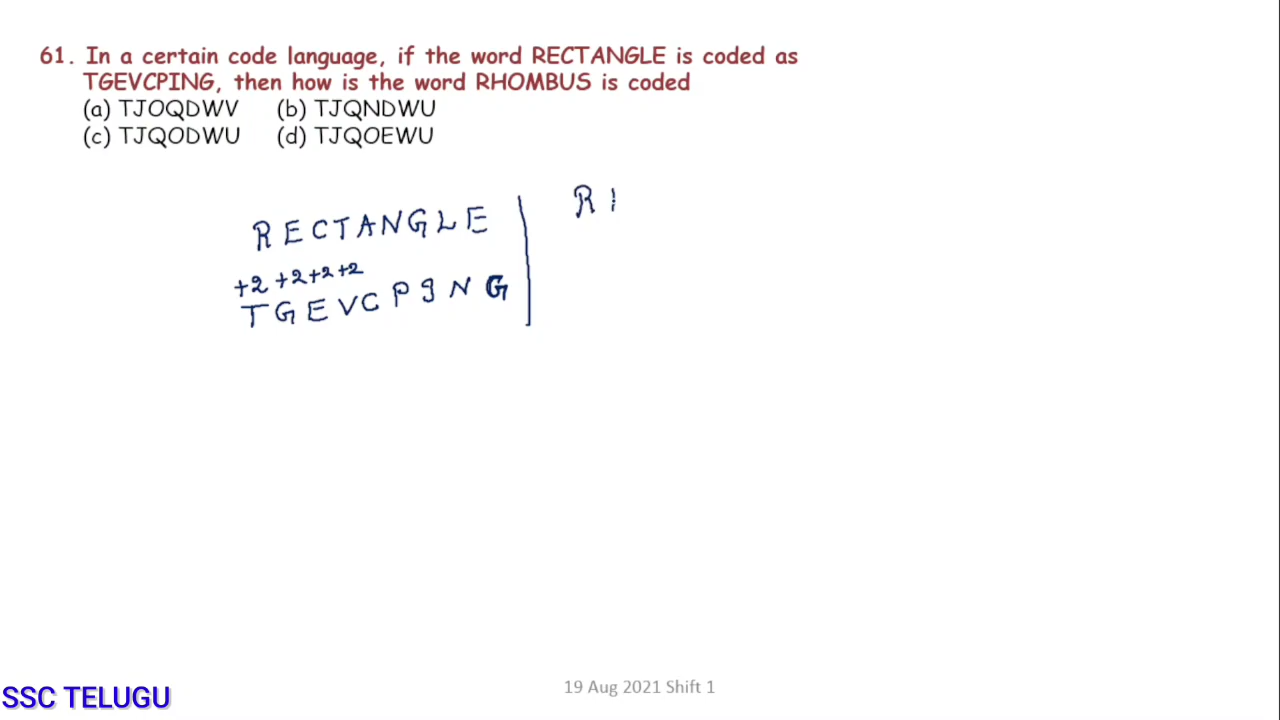 61. In a certain code language, if the word RECTANGLE is coded as
TGEVCPING, then how is the word RHOMBUS is coded
(a) TJOQDWV (b) TJQNDWU
(c) TJQODWU (d) TJQOEWU
RECTANGLE R
+2 +2 +2 +2
TGEVCPING
19 Aug 2021 Shift 1
SSC TELUGU